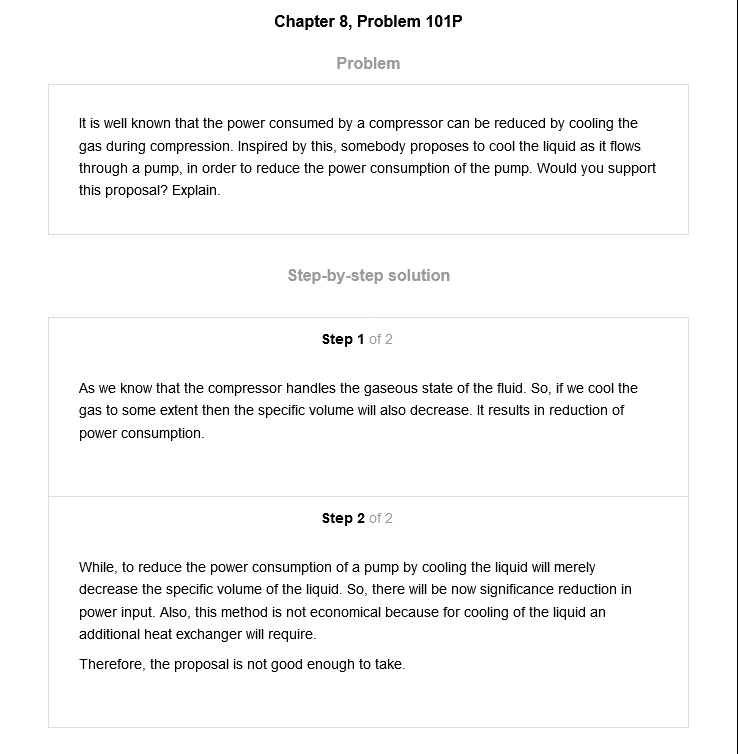 Chapter 8, Problem 101P
Problem
It is well known that the power consumed by a compressor can be reduced by cooling the
gas during compression. Inspired by this, somebody proposes to cool the liquid as it flows
through a pump, in order to reduce the power consumption of the pump. Would you support
this proposal? Explain.
Step-by-step solution
Step 1 of 2
As we know that the compressor handles the gaseous state of the fluid. So, if we cool the
gas to some extent then the specific volume will also decrease. It results in reduction of
power consumption.
Step 2 of 2
While, to reduce the power consumption of a pump by cooling the liquid will merely
decrease the specific volume of the liquid. So, there will be now significance reduction in
power input. Also, this method is not economical because for cooling of the liquid an
additional heat exchanger will require.
Therefore, the proposal is not good enough to take.